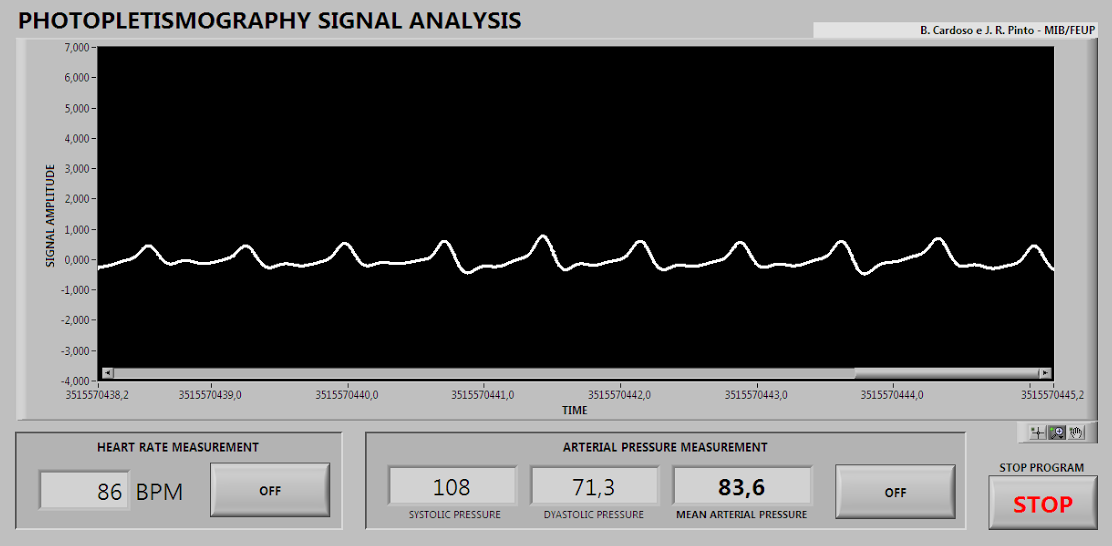 PHOTOPLETISMOGRAPHY SIGNAL ANALYSIS
B. Cardoso e J. R. Pinto - MIB/FEUP
SIGNAL AMPLITUDE
7,000
6,000
5,000
4,000
3,000
2,000
1,000
0,000
-1,000
-2,000
-3,000
-4,000
3515570438,2 3515570439,0 3515570440,0 3515570441,0 3515570442,0 3515570443,0 3515570444,0 3515570445,2
TIME
HEART RATE MEASUREMENT
86 BPM OFF
ARTERIAL PRESSURE MEASUREMENT
108 71,3 83,6 OFF
SYSTOLIC PRESSURE DYASTOLIC PRESSURE MEAN ARTERIAL PRESSURE
STOP PROGRAM
STOP